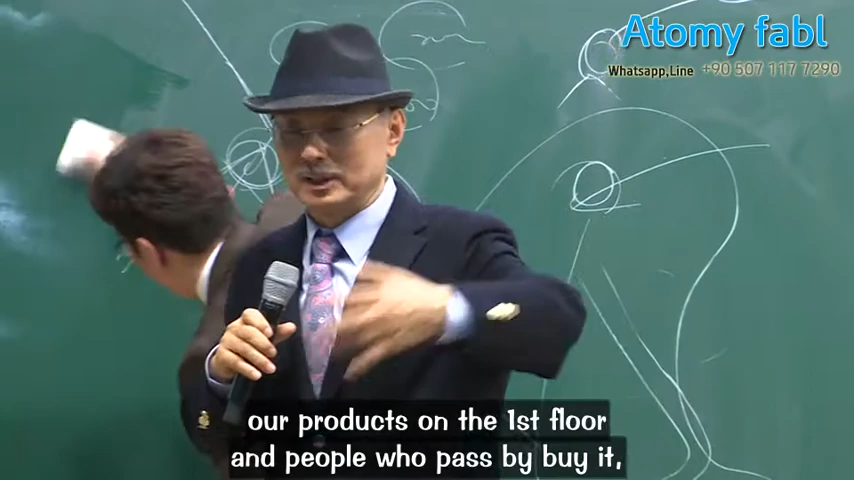 Atomy fabl
Whatsapp,Line +90 507 117 7290
our products on the 1st floor
and people who pass by buy it,